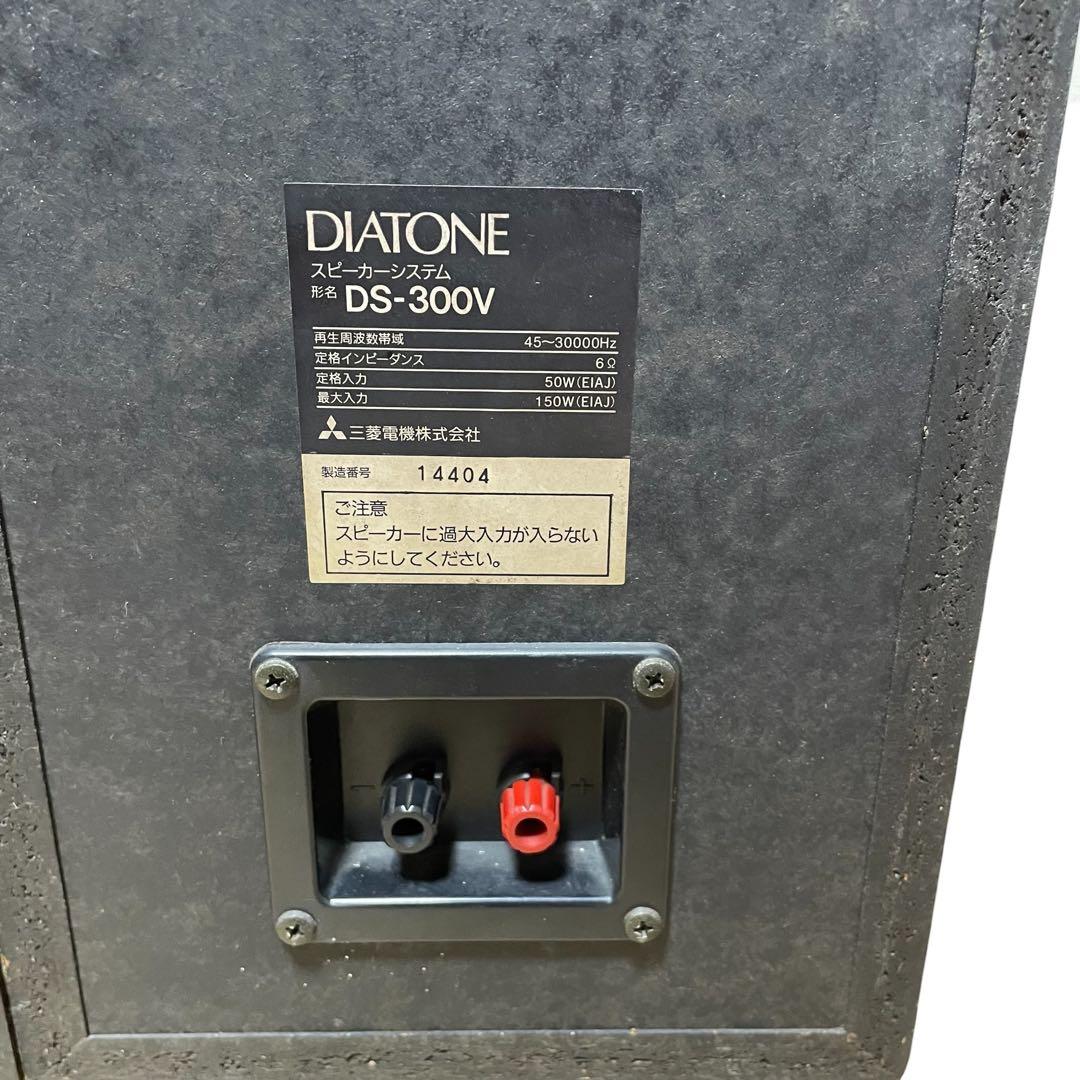 DIATONE
スピーカーシステム
形名 DS-300V
再生周波数帯域 45～30000Hz
定格インピーダンス 6Ω
定格入力 50W(EIAJ)
最大入力 150W(EIAJ)
三菱電機株式会社
製造番号 14404
ご注意
スピーカーに過大入力が入らない
ようにしてください。
− +